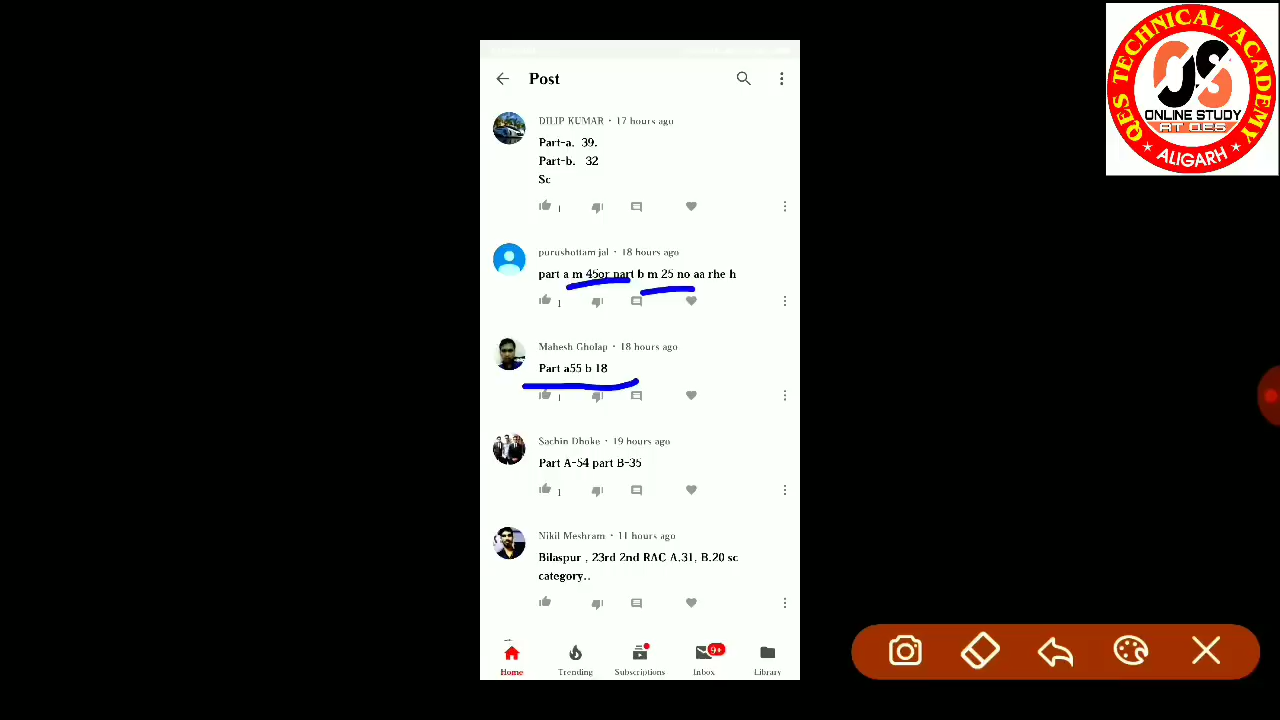 Post
DILIP KUMAR · 17 hours ago
Part-a. 39.
Part-b. 32
Sc
1
purushottam jal · 18 hours ago
part a m 45or part b m 25 no aa rhe h
1
Mahesh Gholap · 18 hours ago
Part a55 b 18
1
Sachin Dhoke · 19 hours ago
Part A-54 part B-35
1
Nikil Meshram · 11 hours ago
Bilaspur , 23rd 2nd RAC A.31, B.20 sc
category..
9+
Home Trending Subscriptions Inbox Library
QES TECHNICAL ACADEMY
OS
ONLINE STUDY
AT QES
★ ALIGARH ★